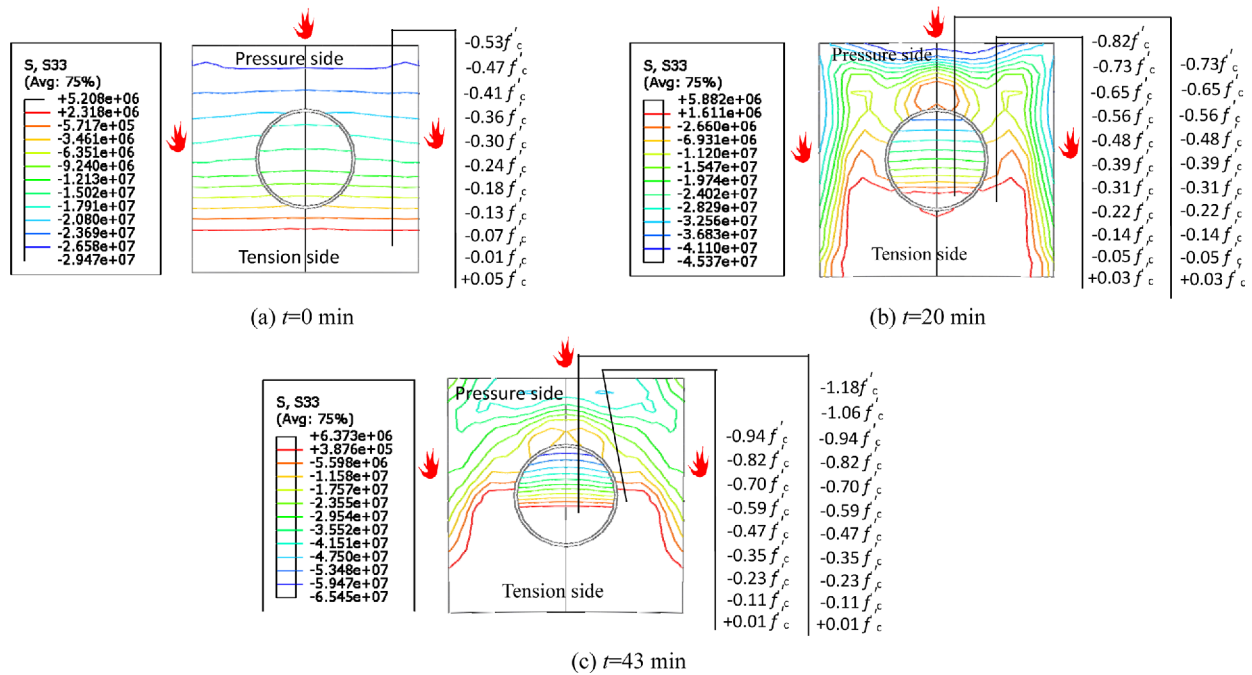 S, S33
(Avg: 75%)
+5.208e+06
+2.318e+06
-5.717e+05
-3.461e+06
-6.351e+06
-9.240e+06
-1.213e+07
-1.502e+07
-1.791e+07
-2.080e+07
-2.369e+07
-2.658e+07
-2.947e+07
Pressure side
Tension side
-0.53f'c
-0.47f'c
-0.41f'c
-0.36f'c
-0.30f'c
-0.24f'c
-0.18f'c
-0.13f'c
-0.07f'c
-0.01f'c
+0.05f'c
(a) t=0 min
S, S33
(Avg: 75%)
+5.882e+06
+1.611e+06
-2.660e+06
-6.931e+06
-1.120e+07
-1.547e+07
-1.974e+07
-2.402e+07
-2.829e+07
-3.256e+07
-3.683e+07
-4.110e+07
-4.537e+07
Pressure side
Tension side
-0.82f'c
-0.73f'c
-0.65f'c
-0.56f'c
-0.48f'c
-0.39f'c
-0.31f'c
-0.22f'c
-0.14f'c
-0.05f'c
+0.03f'c
-0.73f'c
-0.65f'c
-0.56f'c
-0.48f'c
-0.39f'c
-0.31f'c
-0.22f'c
-0.14f'c
-0.05f'c
+0.03f'c
(b) t=20 min
S, S33
(Avg: 75%)
+6.373e+06
+3.876e+05
-5.598e+06
-1.158e+07
-1.757e+07
-2.355e+07
-2.954e+07
-3.552e+07
-4.151e+07
-4.750e+07
-5.348e+07
-5.947e+07
-6.545e+07
Pressure side
Tension side
-0.94f'c
-0.82f'c
-0.70f'c
-0.59f'c
-0.47f'c
-0.35f'c
-0.23f'c
-0.11f'c
+0.01f'c
-1.18f'c
-1.06f'c
-0.94f'c
-0.82f'c
-0.70f'c
-0.59f'c
-0.47f'c
-0.35f'c
-0.23f'c
-0.11f'c
+0.01f'c
(c) t=43 min